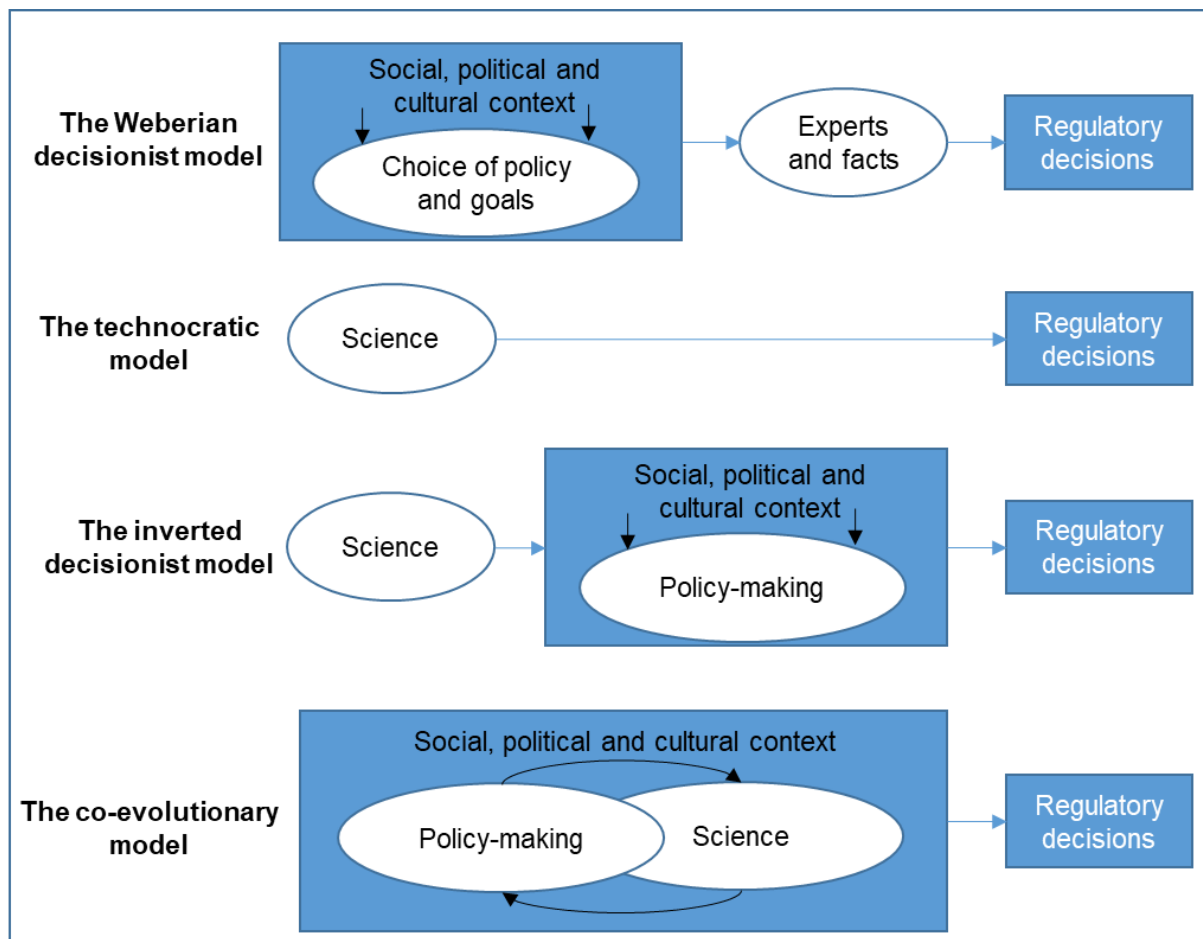 The Weberian
decisionist model
Social, political and
cultural context
Choice of policy
and goals
Experts
and facts
Regulatory
decisions
The technocratic
model
Science
Regulatory
decisions
The inverted
decisionist model
Science
Social, political and
cultural context
Policy-making
Regulatory
decisions
The co-evolutionary
model
Social, political and cultural context
Policy-making
Science
Regulatory
decisions